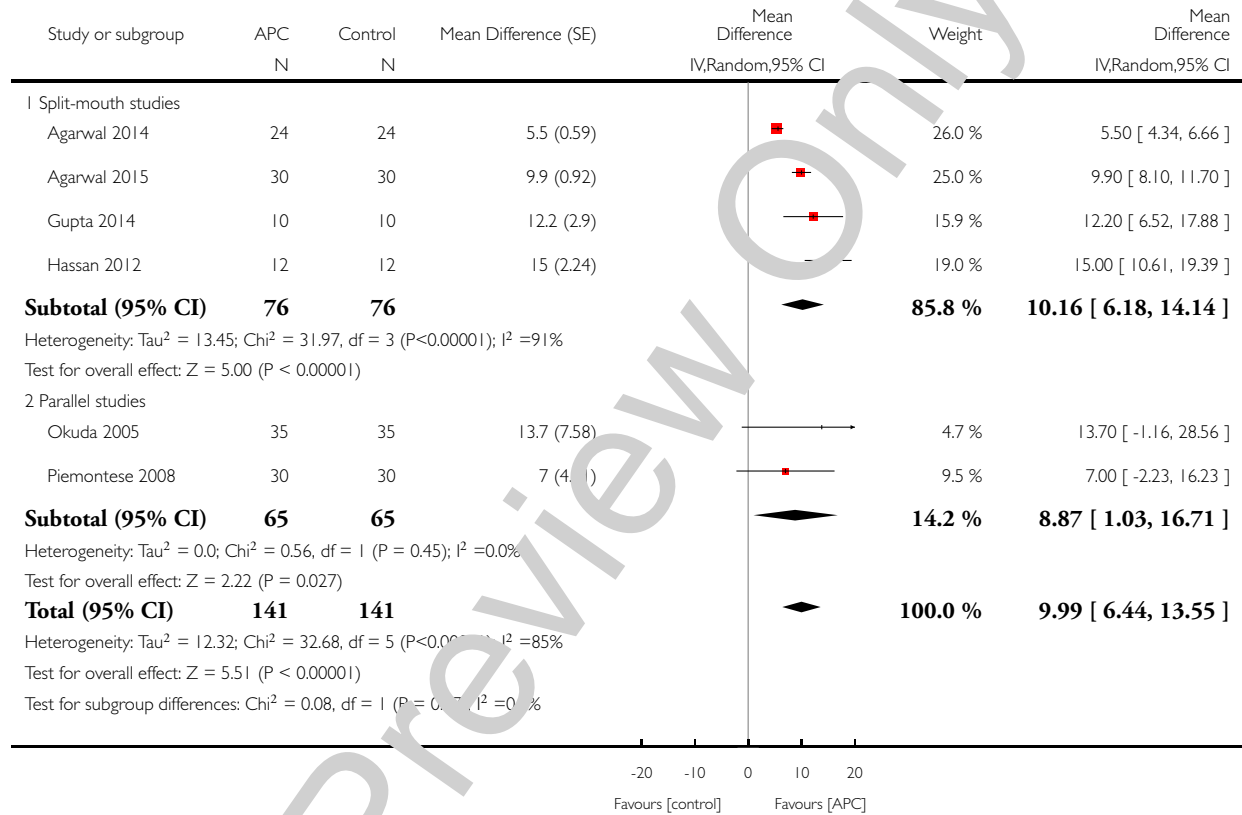 Study or subgroup APC Control Mean Difference (SE) Mean Difference Weight Mean Difference
N N IV,Random,95% CI IV,Random,95% CI
1 Split-mouth studies
Agarwal 2014 24 24 5.5 (0.59) 26.0 % 5.50 [ 4.34, 6.66 ]
Agarwal 2015 30 30 9.9 (0.92) 25.0 % 9.90 [ 8.10, 11.70 ]
Gupta 2014 10 10 12.2 (2.9) 15.9 % 12.20 [ 6.52, 17.88 ]
Hassan 2012 12 12 15 (2.24) 19.0 % 15.00 [ 10.61, 19.39 ]
Subtotal (95% CI) 76 76 85.8 % 10.16 [ 6.18, 14.14 ]
Heterogeneity: Tau² = 13.45; Chi² = 31.97, df = 3 (P<0.00001); I² =91%
Test for overall effect: Z = 5.00 (P < 0.00001)
2 Parallel studies
Okuda 2005 35 35 13.7 (7.58) 4.7 % 13.70 [ -1.16, 28.56 ]
Piemontese 2008 30 30 7 9.5 % 7.00 [ -2.23, 16.23 ]
Subtotal (95% CI) 65 65 14.2 % 8.87 [ 1.03, 16.71 ]
Heterogeneity: Tau² = 0.0; Chi² = 0.56, df = 1 (P = 0.45); I² =0.0%
Test for overall effect: Z = 2.22 (P = 0.027)
Total (95% CI) 141 141 100.0 % 9.99 [ 6.44, 13.55 ]
Heterogeneity: Tau² = 12.32; Chi² = 32.68, df = 5 I² =85%
Test for overall effect: Z = 5.51 (P < 0.00001)
Test for subgroup differences: Chi² = 0.08, df = 1
-20 -10 0 10 20
Favours [control] Favours [APC]
Preview Only